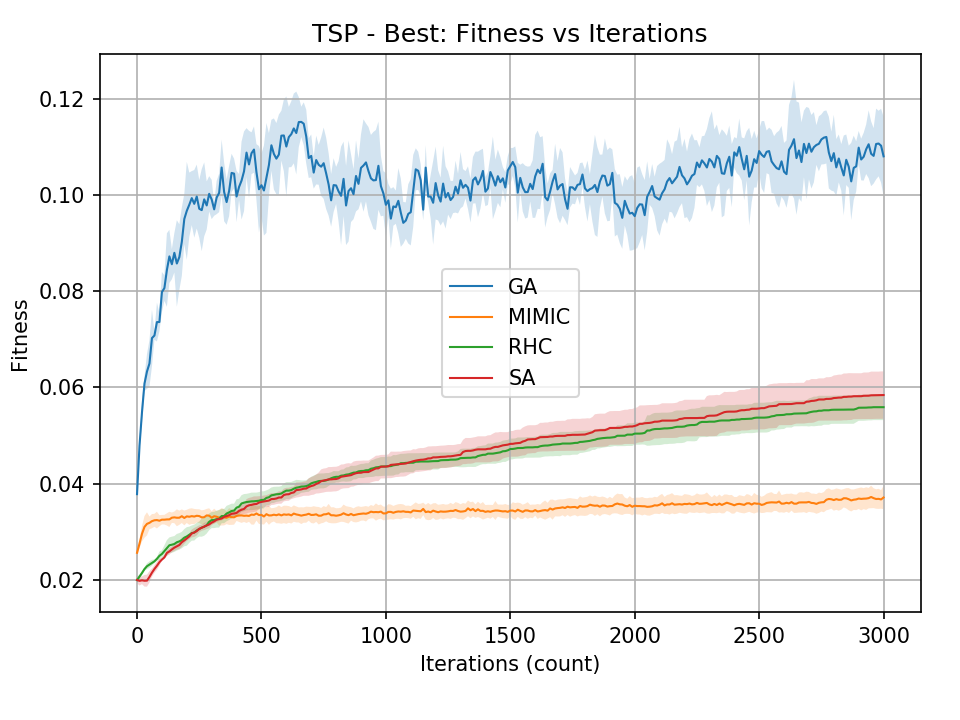 TSP - Best: Fitness vs Iterations
0.12
0.10
0.08
0.06
0.04
0.02
Fitness
GA
MIMIC
RHC
SA
0 500 1000 1500 2000 2500 3000
Iterations (count)